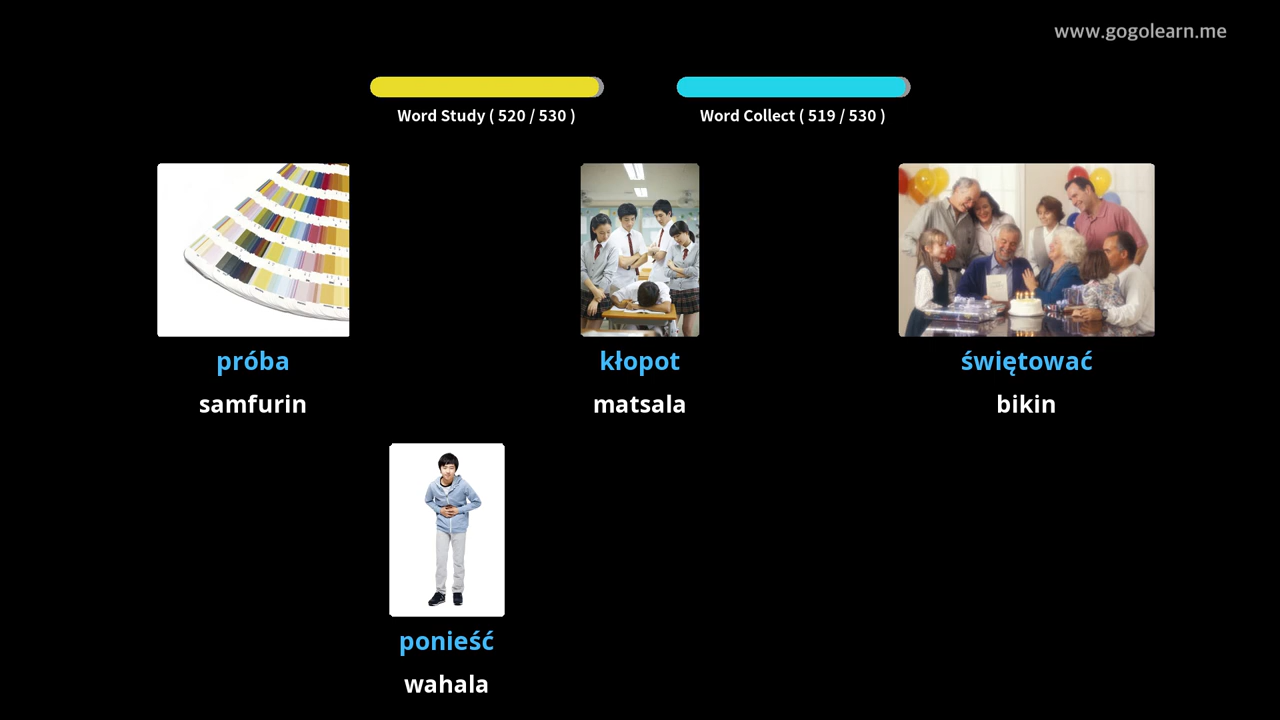 www.gogolearn.me
Word Study ( 520 / 530 )
Word Collect ( 519 / 530 )
próba
samfurin
kłopot
matsala
świętować
bikin
ponieść
wahala